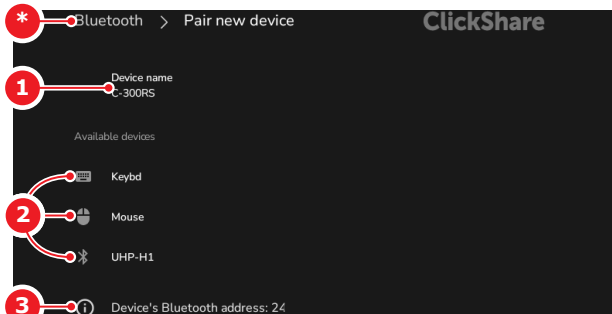 * Bluetooth > Pair new device ClickShare
Device name
1 C-300RS
Available devices
Keybd
2 Mouse
UHP-H1
3 Device's Bluetooth address: 24